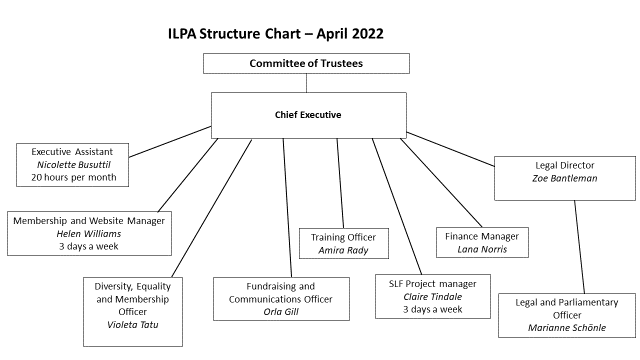 ILPA Structure Chart – April 2022
Committee of Trustees
Chief Executive
Executive Assistant
Nicolette Busuttil
20 hours per month
Legal Director
Zoe Bantleman
Membership and Website Manager
Helen Williams
3 days a week
Training Officer
Amira Rady
Finance Manager
Lana Norris
Diversity, Equality
and Membership
Officer
Violeta Tatu
Fundraising and
Communications Officer
Orla Gill
SLF Project manager
Claire Tindale
3 days a week
Legal and Parliamentary
Officer
Marianne Schönle